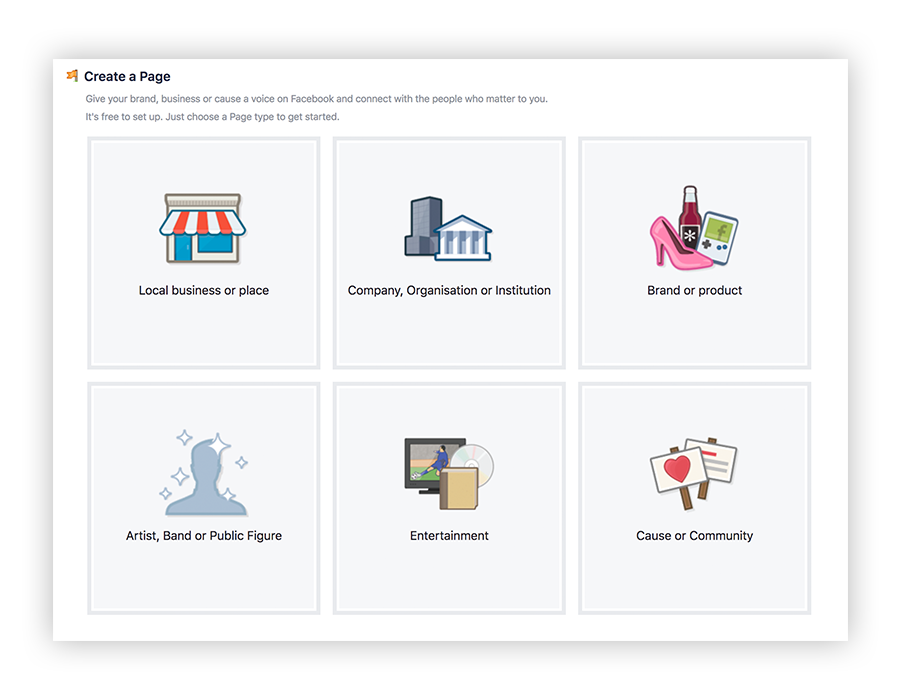 Create a Page
Give your brand, business or cause a voice on Facebook and connect with the people who matter to you.
It's free to set up. Just choose a Page type to get started.
Local business or place
Company, Organisation or Institution
Brand or product
Artist, Band or Public Figure
Entertainment
Cause or Community